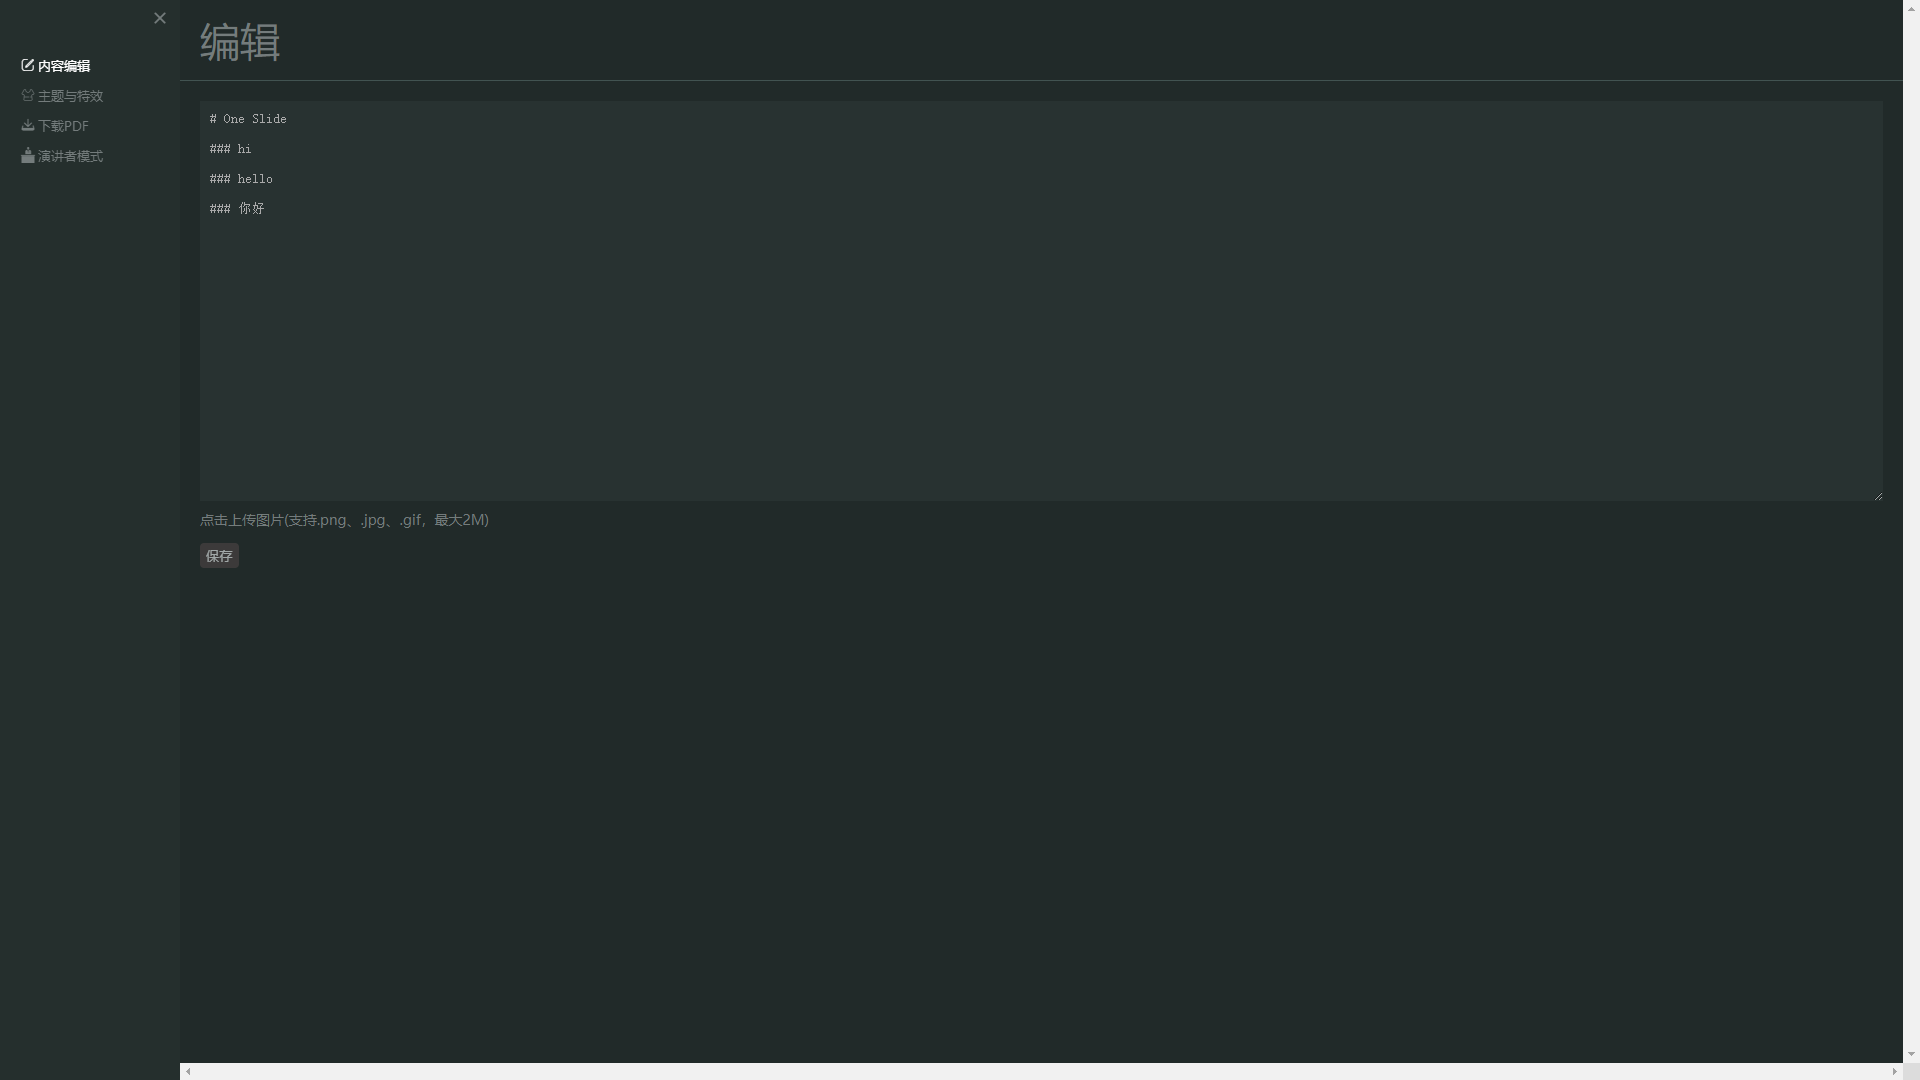 内容编辑
主题与特效
下载PDF
演讲者模式
编辑
# One Slide
### hi
### hello
### 你好
点击上传图片(支持.png、.jpg、.gif，最大2M)
保存